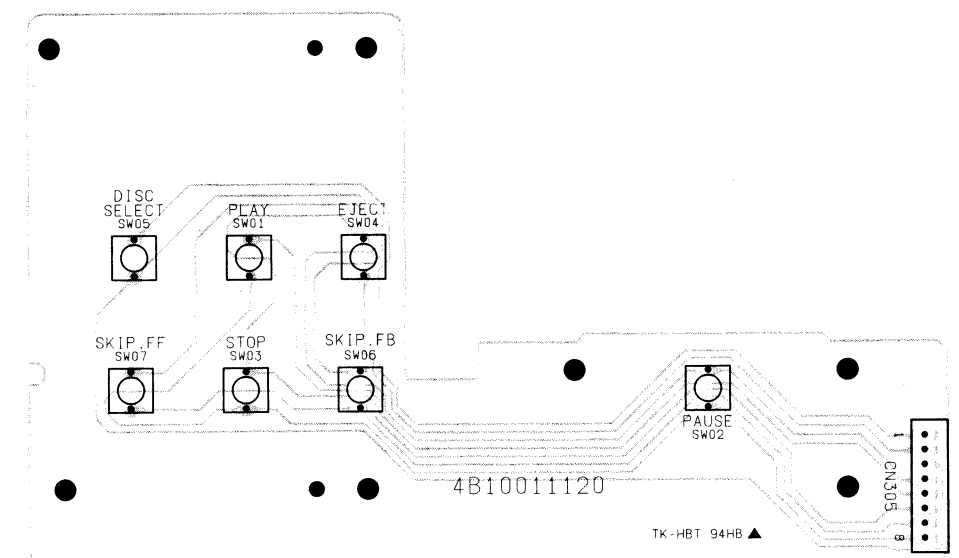 DISC
SELECT
SW05
PLAY
SW01
EJECT
SW04
SKIP.FF
SW07
STOP
SW03
SKIP.FB
SW06
PAUSE
SW02
1
CN305
8
4B10011120
TK-HBT 94HB